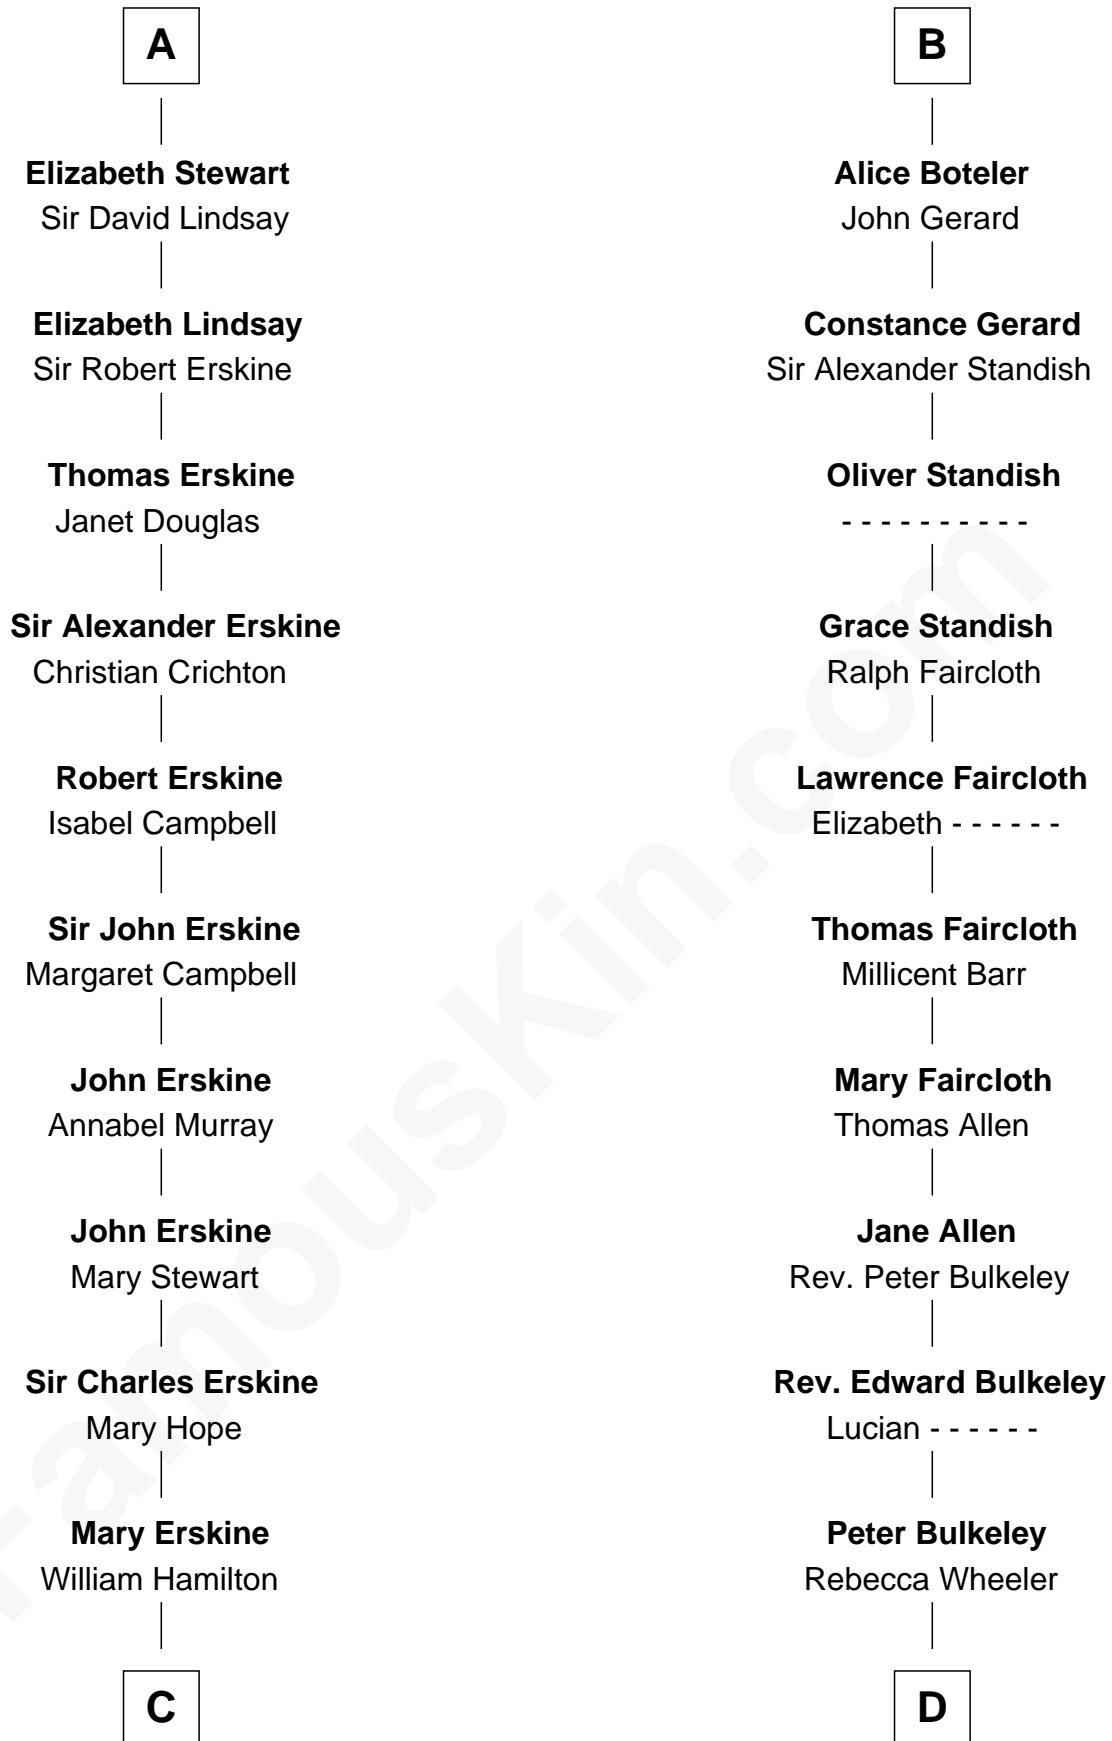 A
Elizabeth Stewart
Sir David Lindsay
Elizabeth Lindsay
Sir Robert Erskine
Thomas Erskine
Janet Douglas
Sir Alexander Erskine
Christian Crichton
Robert Erskine
Isabel Campbell
Sir John Erskine
Margaret Campbell
John Erskine
Annabel Murray
John Erskine
Mary Stewart
Sir Charles Erskine
Mary Hope
Mary Erskine
William Hamilton
C
B
Alice Boteler
John Gerard
Constance Gerard
Sir Alexander Standish
Oliver Standish
- - - - - - - - - -
Grace Standish
Ralph Faircloth
Lawrence Faircloth
Elizabeth - - - - - -
Thomas Faircloth
Millicent Barr
Mary Faircloth
Thomas Allen
Jane Allen
Rev. Peter Bulkeley
Rev. Edward Bulkeley
Lucian - - - - - -
Peter Bulkeley
Rebecca Wheeler
D
FamousKin.com